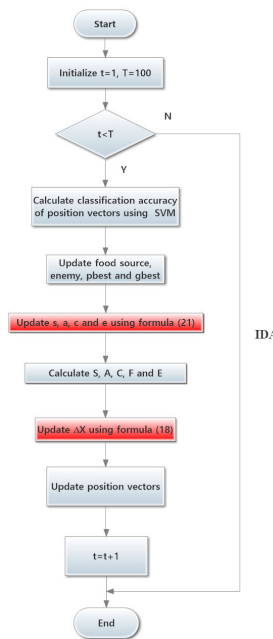 Start
Initialize t=1, T=100
t<T
N
Y
Calculate classification accuracy
of position vectors using SVM
Update food source,
enemy, pbest and gbest
Update s, a, c and e using formula (21)
Calculate S, A, C, F and E
Update ΔX using formula (18)
Update position vectors
t=t+1
End